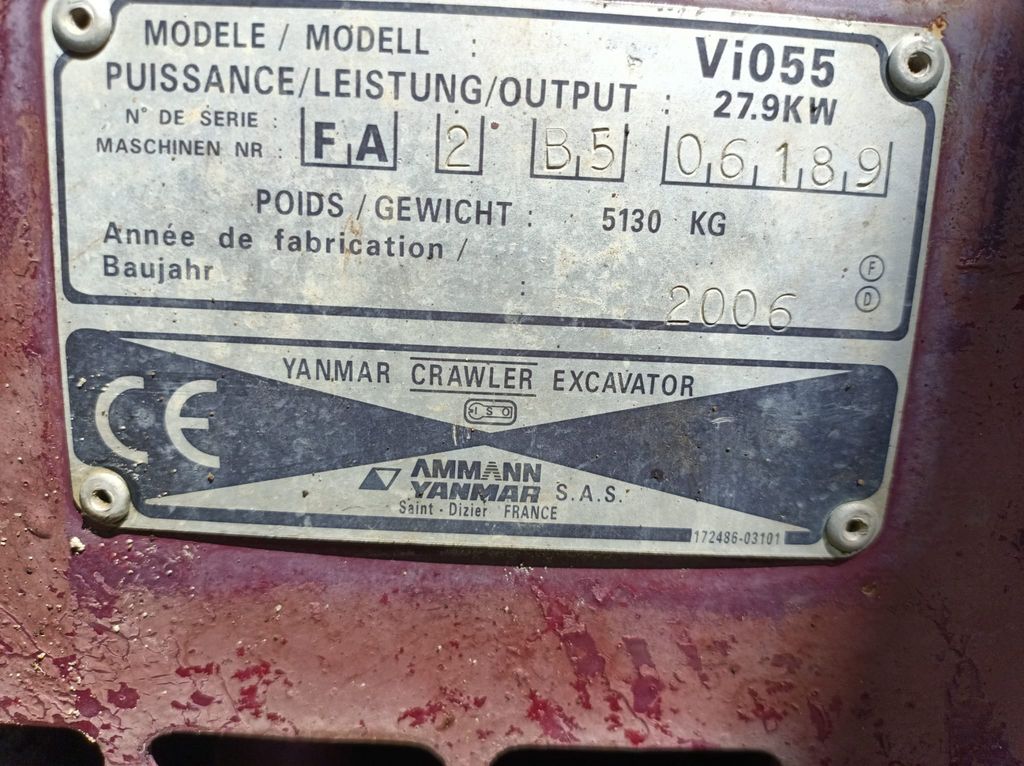 MODELE / MODELL : Vi055
PUISSANCE/LEISTUNG/OUTPUT : 27.9KW
N° DE SERIE :
MASCHINEN NR : FA 2 B5 06189
POIDS / GEWICHT : 5130 KG
Année de fabrication /
Baujahr : 2006
F
D
YANMAR CRAWLER EXCAVATOR
ISO
CE
AMMANN
YANMAR S.A.S.
Saint - Dizier FRANCE
172486-03101